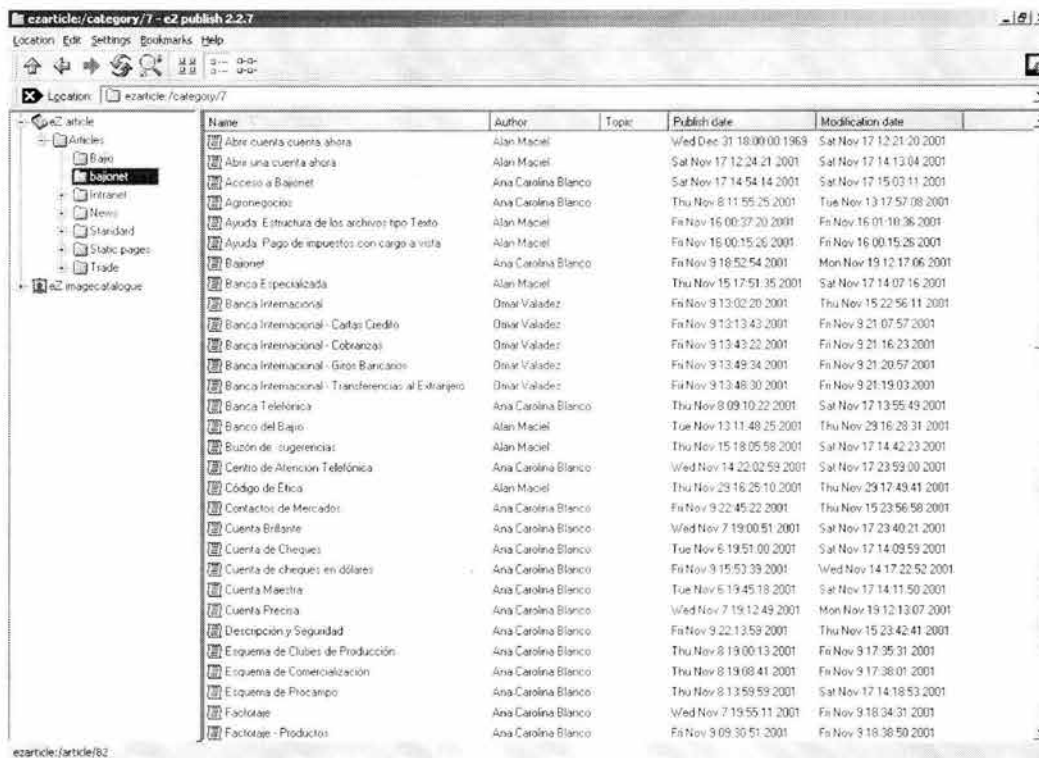 ezarticle:/category/7 - eZ publish 2.2.7
Location Edit Settings Bookmarks Help
Location: ezarticle:/category/7
eZ article
Articles
Bajio
bajionet
Intranet
News
Standard
Static pages
Trade
eZ imagecatalogue
Name Author Topic Publish date Modification date
Abrir cuenta cuenta ahora Alan Maciel Wed Dec 31 18:00:00 1969 Sat Nov 17 12:21:20 2001
Abrir una cuenta ahora Alan Maciel Sat Nov 17 12:24:21 2001 Sat Nov 17 14:13:04 2001
Acceso a Bajionet Ana Carolina Blanco Sat Nov 17 14:54:14 2001 Sat Nov 17 15:03:11 2001
Agronegocios Ana Carolina Blanco Thu Nov 8 11:55:25 2001 Tue Nov 13 17:57:08 2001
Ayuda: Estructura de los archivos tipo Texto Alan Maciel Fri Nov 16 00:37:20 2001 Fri Nov 16 01:10:36 2001
Ayuda: Pago de impuestos con cargo a vista Alan Maciel Fri Nov 16 00:15:26 2001 Fri Nov 16 00:15:26 2001
Bajionet Ana Carolina Blanco Fri Nov 9 18:52:54 2001 Mon Nov 19 12:17:06 2001
Banca Especializada Alan Maciel Thu Nov 15 17:51:35 2001 Sat Nov 17 14:07:16 2001
Banca Internacional Omar Valadez Fri Nov 9 13:02:20 2001 Thu Nov 15 22:56:11 2001
Banca Internacional - Cartas Credito Omar Valadez Fri Nov 9 13:13:43 2001 Fri Nov 9 21:07:57 2001
Banca Internacional - Cobranzas Omar Valadez Fri Nov 9 13:43:22 2001 Fri Nov 9 21:16:23 2001
Banca Internacional - Giros Bancarios Omar Valadez Fri Nov 9 13:49:34 2001 Fri Nov 9 21:20:57 2001
Banca Internacional - Transferencias al Extranjero Omar Valadez Fri Nov 9 13:48:30 2001 Fri Nov 9 21:19:03 2001
Banca Telefónica Ana Carolina Blanco Thu Nov 8 09:10:22 2001 Sat Nov 17 13:55:49 2001
Banco del Bajio Alan Maciel Tue Nov 13 11:48:25 2001 Thu Nov 29 16:28:31 2001
Buzón de sugerencias Alan Maciel Thu Nov 15 18:05:58 2001 Sat Nov 17 14:42:23 2001
Centro de Atención Telefónica Ana Carolina Blanco Wed Nov 14 22:02:59 2001 Sat Nov 17 23:59:00 2001
Código de Ética Alan Maciel Thu Nov 29 16:25:10 2001 Thu Nov 29 17:49:41 2001
Contactos de Mercados Ana Carolina Blanco Fri Nov 9 22:45:22 2001 Thu Nov 15 23:56:58 2001
Cuenta Brillante Ana Carolina Blanco Wed Nov 7 19:00:51 2001 Sat Nov 17 23:40:21 2001
Cuenta de Cheques Ana Carolina Blanco Tue Nov 6 19:51:00 2001 Sat Nov 17 14:09:59 2001
Cuenta de cheques en dólares Ana Carolina Blanco Fri Nov 9 15:53:39 2001 Wed Nov 14 17:22:52 2001
Cuenta Maestra Ana Carolina Blanco Tue Nov 6 19:45:18 2001 Sat Nov 17 14:11:50 2001
Cuenta Precisa Ana Carolina Blanco Wed Nov 7 19:12:49 2001 Mon Nov 19 12:13:07 2001
Descripción y Seguridad Ana Carolina Blanco Fri Nov 9 22:13:59 2001 Thu Nov 15 23:42:41 2001
Esquema de Clubes de Producción Ana Carolina Blanco Thu Nov 8 19:00:13 2001 Fri Nov 9 17:35:31 2001
Esquema de Comercialización Ana Carolina Blanco Thu Nov 8 19:08:41 2001 Fri Nov 9 17:38:01 2001
Esquema de Procampo Ana Carolina Blanco Thu Nov 8 13:59:59 2001 Sat Nov 17 14:18:53 2001
Factoraje Ana Carolina Blanco Wed Nov 7 19:55:11 2001 Fri Nov 9 18:34:31 2001
Factoraje - Productos Ana Carolina Blanco Fri Nov 9 09:30:51 2001 Fri Nov 9 18:38:50 2001
ezarticle:/article/82